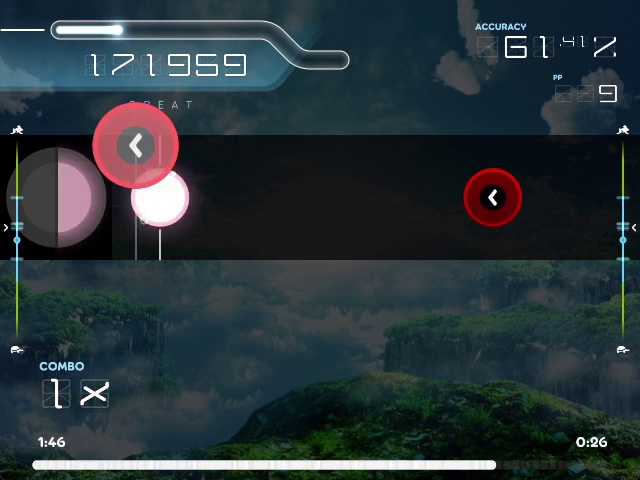 171959
GREAT
ACCURACY
61.41%
PP
9
COMBO
1x
1:46
0:26